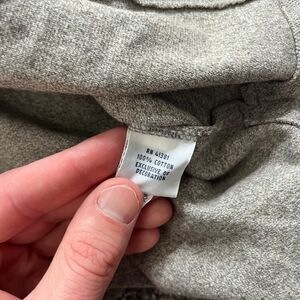 RN 41381
100% COTTON
EXCLUSIVE OF
DECORATION